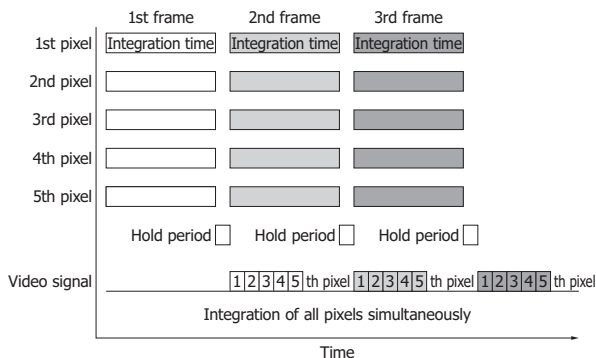 1st frame 2nd frame 3rd frame
1st pixel Integration time Integration time Integration time
2nd pixel
3rd pixel
4th pixel
5th pixel
Hold period Hold period Hold period
Video signal 1 2 3 4 5 th pixel 1 2 3 4 5 th pixel 1 2 3 4 5 th pixel
Integration of all pixels simultaneously
Time